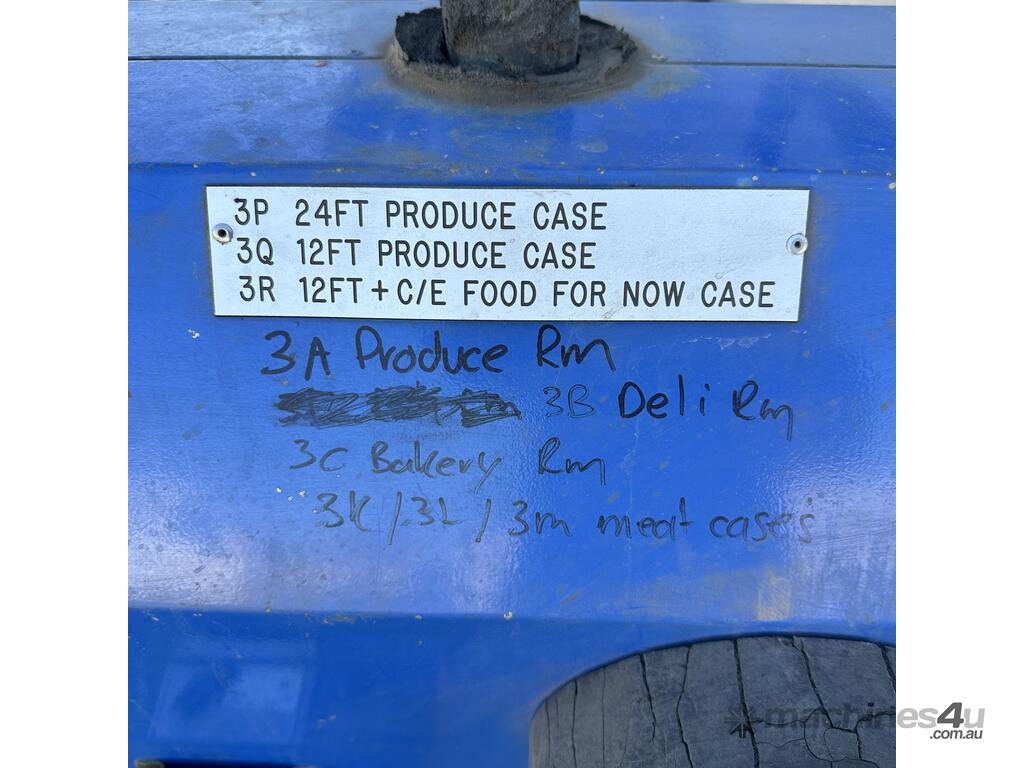 3P 24FT PRODUCE CASE
3Q 12FT PRODUCE CASE
3R 12FT + C/E FOOD FOR NOW CASE
3A Produce Rm
3B Deli Rm
3C Bakery Rm
3K/3L/3m meat case's
machines4u
.com.au